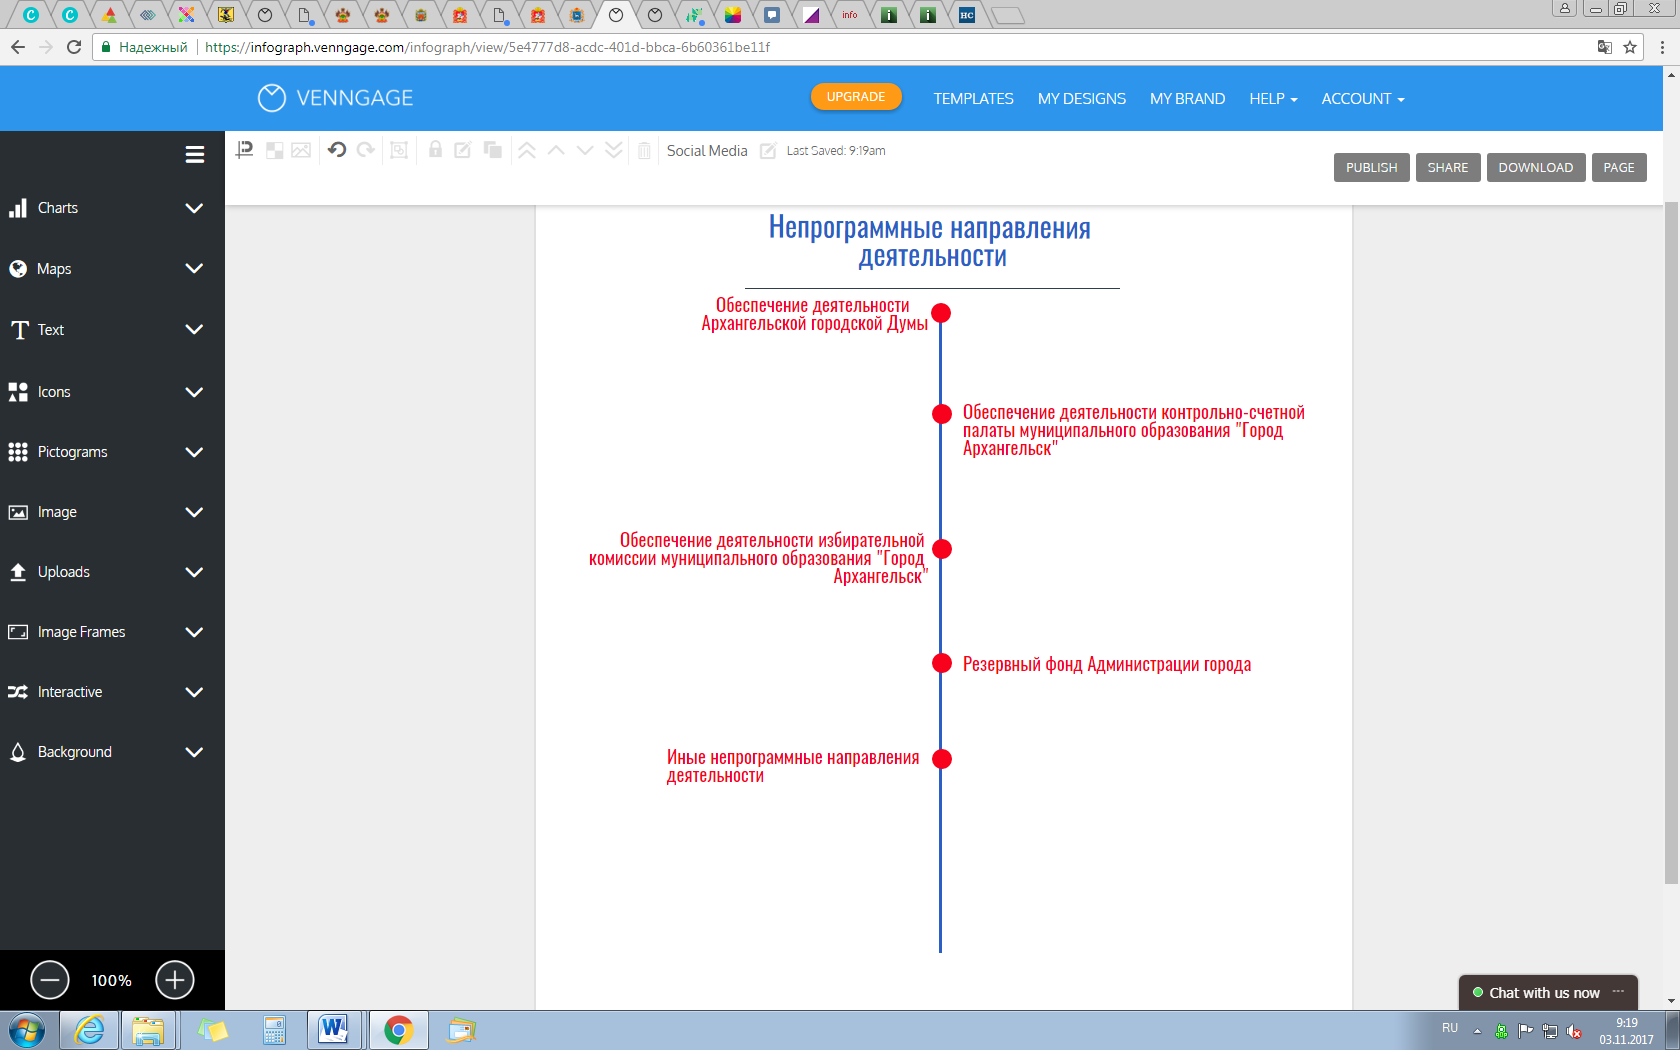 Надежный
https://infograph.venngage.com/infograph/view/5e4777d8-acdc-401d-bbca-6b60361be11f
VENNGAGE
UPGRADE
TEMPLATES
MY DESIGNS
MY BRAND
HELP
ACCOUNT
Social Media
Last Saved: 9:19am
PUBLISH
SHARE
DOWNLOAD
PAGE
Charts
Maps
Text
Icons
Pictograms
Image
Uploads
Image Frames
Interactive
Background
100%
Непрограммные направления
деятельности
Обеспечение деятельности
Архангельской городской Думы
Обеспечение деятельности контрольно-счетной
палаты муниципального образования "Город
Архангельск"
Обеспечение деятельности избирательной
комиссии муниципального образования "Город
Архангельск"
Резервный фонд Администрации города
Иные непрограммные направления
деятельности
Chat with us now
RU
9:19
03.11.2017
info
HC